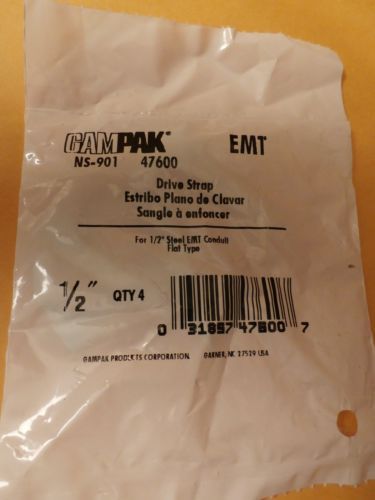 GAMPAK® EMT
NS-901 47600
Drive Strap
Estribo Plano de Clavar
Sangle à enfoncer
For 1/2" Steel EMT Conduit
Flat Type
1/2" QTY 4
0 31857 47600 7
GAMPAK PRODUCTS CORPORATION. GARNER, NC 27529 USA